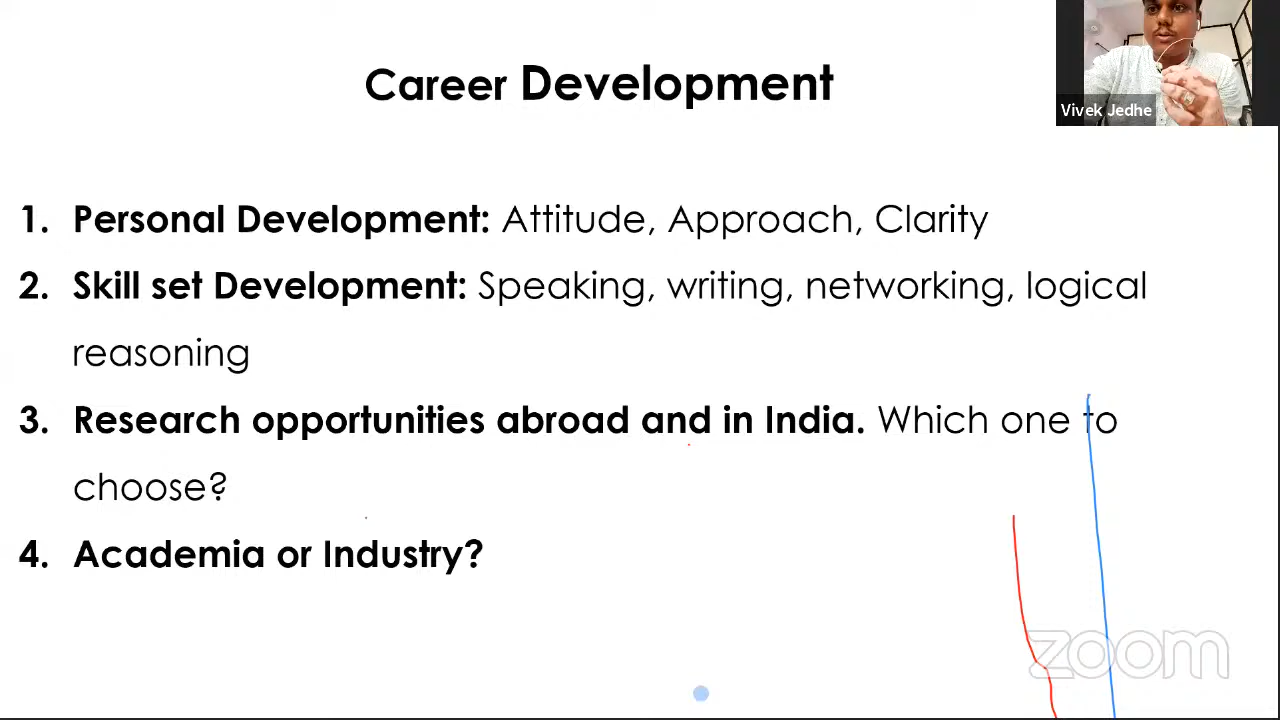 Career Development
Vivek Jedhe
1. Personal Development: Attitude, Approach, Clarity
2. Skill set Development: Speaking, writing, networking, logical
reasoning
3. Research opportunities abroad and in India. Which one to
choose?
4. Academia or Industry?
zoom